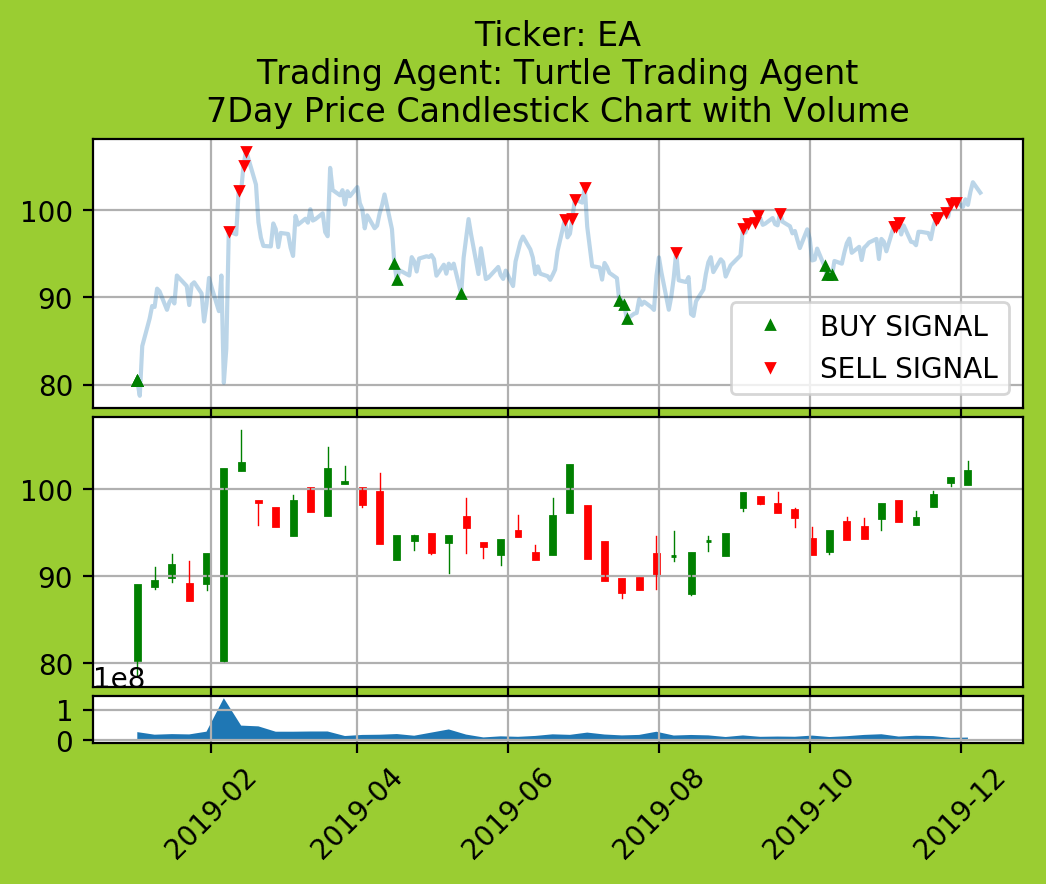 Ticker: EA
Trading Agent: Turtle Trading Agent
7Day Price Candlestick Chart with Volume
100
90
80
BUY SIGNAL
SELL SIGNAL
100
90
80
1e8
1
0
2019-02
2019-04
2019-06
2019-08
2019-10
2019-12